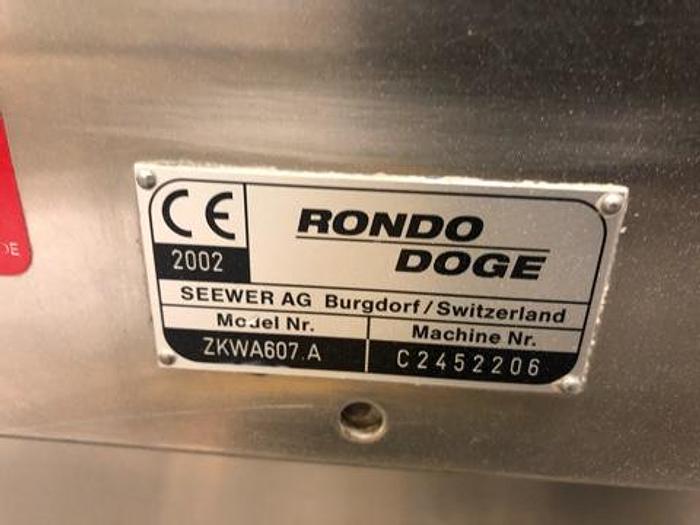 CE
2002
RONDO
DOGE
SEEWER AG Burgdorf/Switzerland
Model Nr.
Machine Nr.
ZKWA607.A
C2452206